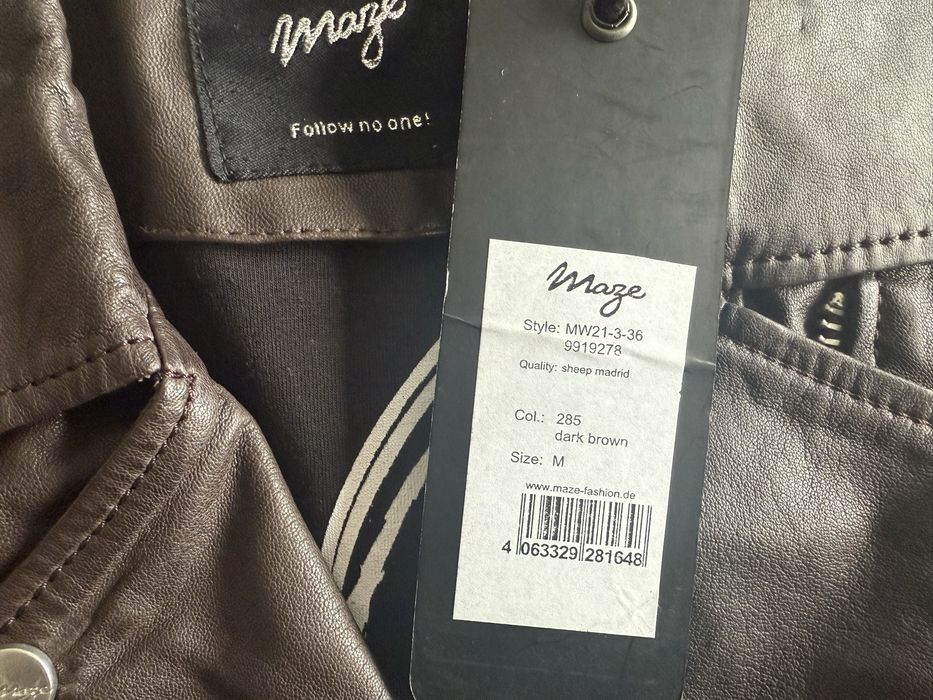 Maze
Follow no one!
Maze
Style: MW21-3-36
9919278
Quality: sheep madrid
Col.: 285
dark brown
Size: M
www.maze-fashion.de
4 063329 281648
Maze